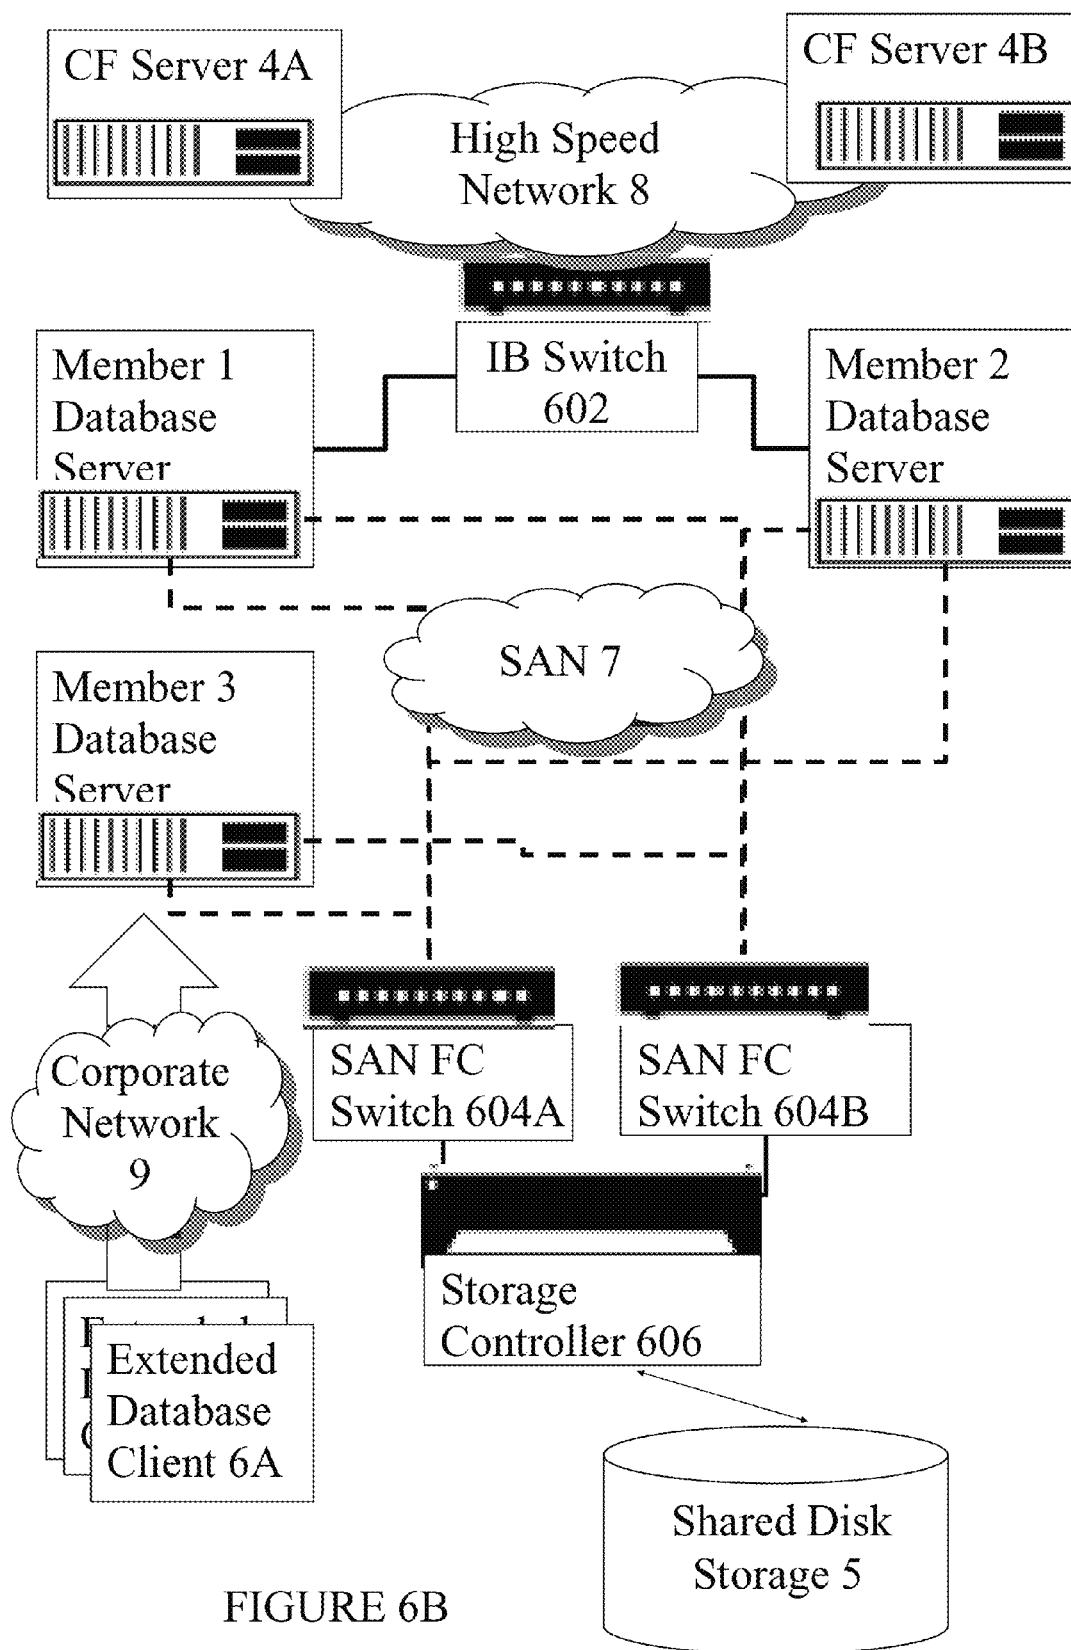 CF Server 4A
CF Server 4B
High Speed
Network 8
IB Switch
602
Member 1
Database
Server
Member 2
Database
Server
SAN 7
Member 3
Database
Server
SAN FC
Switch 604A
SAN FC
Switch 604B
Corporate
Network
9
Storage
Controller 606
Extended
Database
Client 6A
Shared Disk
Storage 5
FIGURE 6B